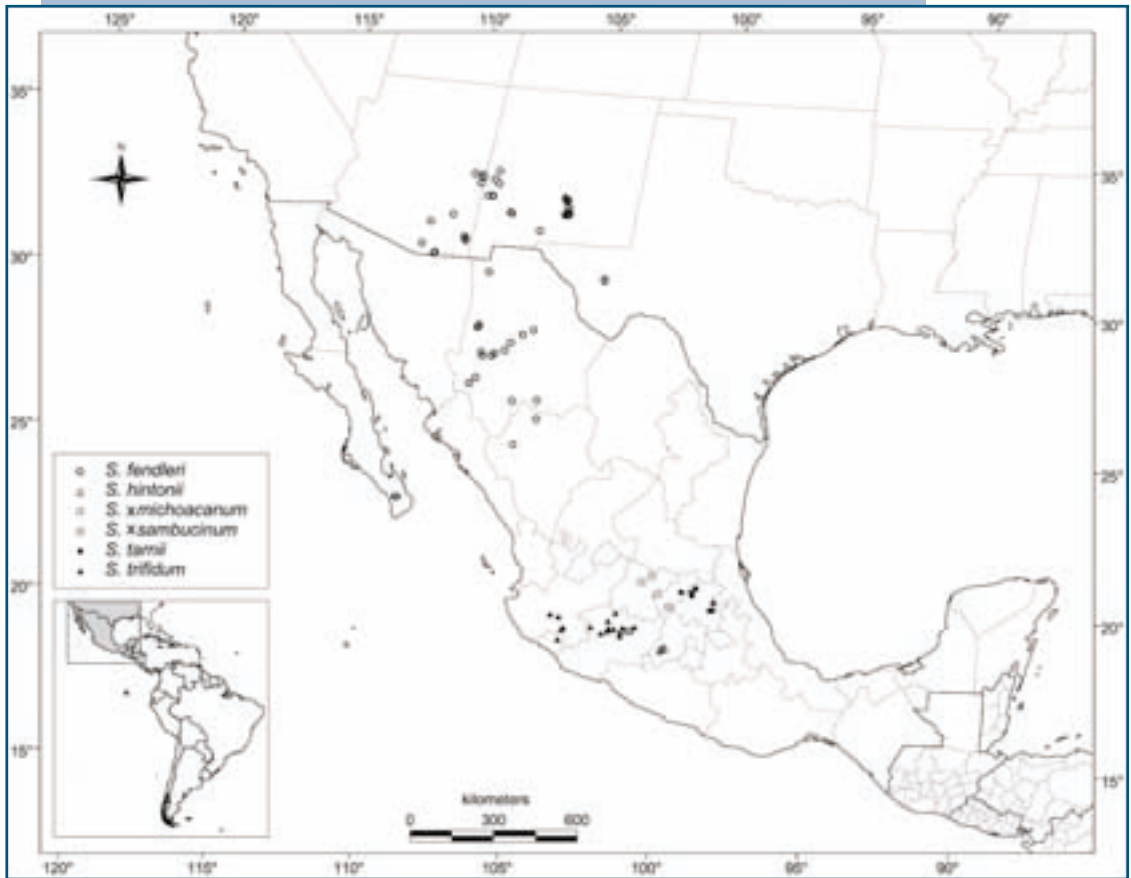 125° 120° 115° 110° 105° 100° 95° 90°
35°
35°
30°
30°
25°
25°
20°
20°
15°
15°
S. fendleri
S. hintonii
S. ×michoacanum
S. ×sambucinum
S. tarnii
S. trifidum
kilometers
0 300 600
120° 115° 110° 105° 100° 95° 90°